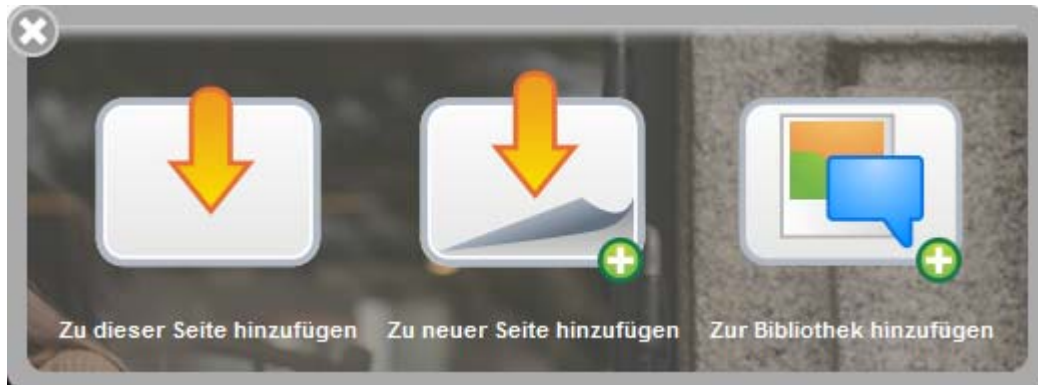 Zu dieser Seite hinzufügen
Zu neuer Seite hinzufügen
Zur Bibliothek hinzufügen